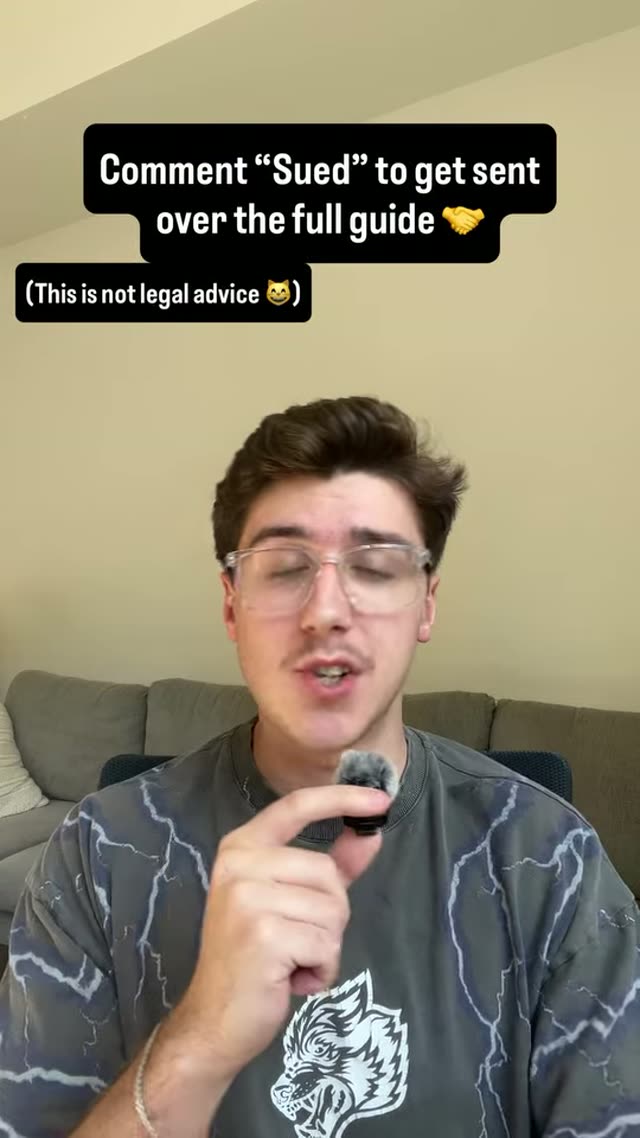 Comment “Sued” to get sent
over the full guide 🤝
(This is not legal advice 😸)